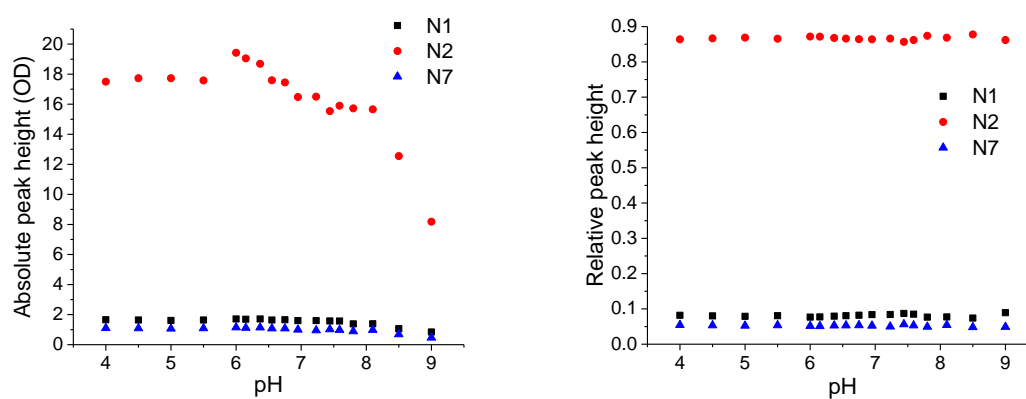 N1
N2
N7
Absolute peak height (OD)
20
18
16
14
12
10
8
6
4
2
0
4 5 6 7 8 9
pH
N1
N2
N7
Relative peak height
0.9
0.8
0.7
0.6
0.5
0.4
0.3
0.2
0.1
0.0
4 5 6 7 8 9
pH